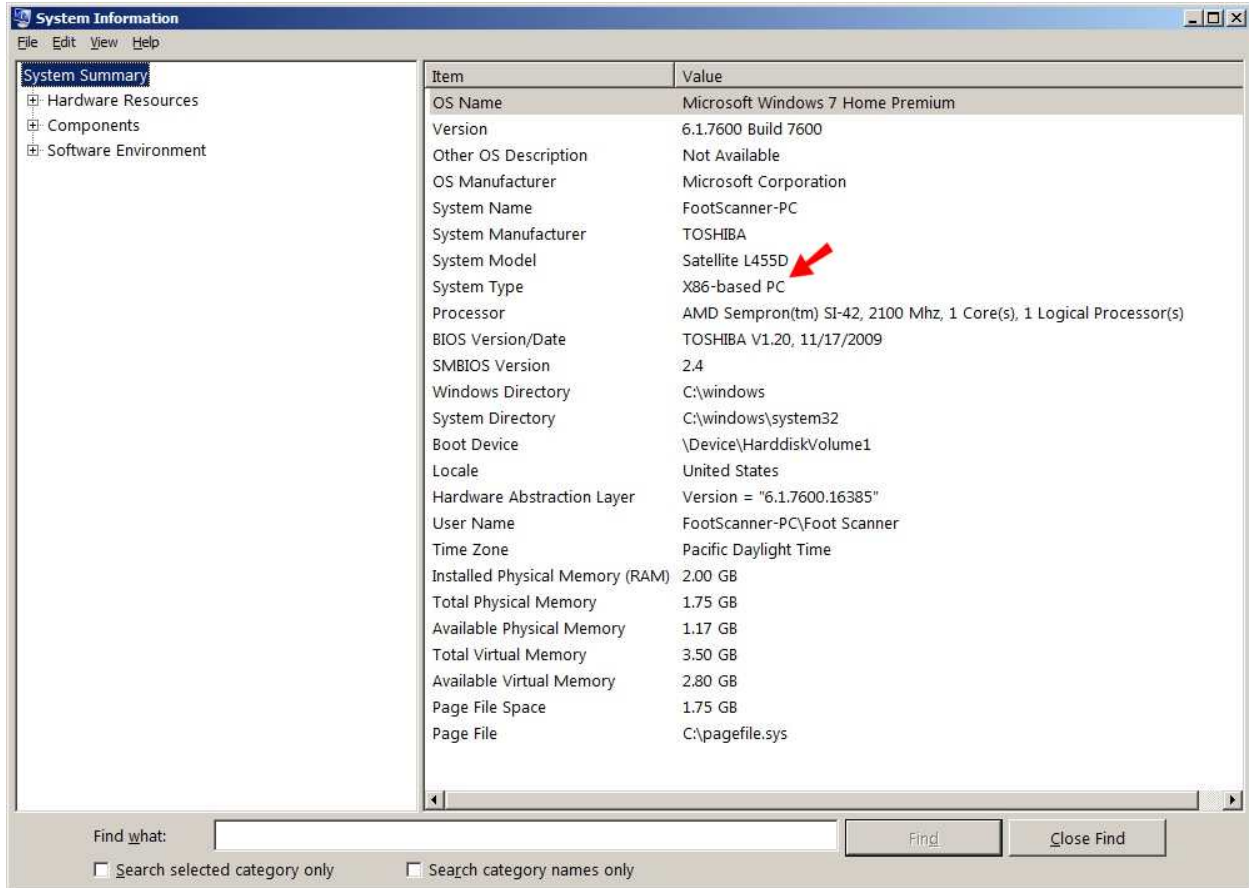 System Information
File Edit View Help
System Summary
Hardware Resources
Components
Software Environment
Item Value
OS Name Microsoft Windows 7 Home Premium
Version 6.1.7600 Build 7600
Other OS Description Not Available
OS Manufacturer Microsoft Corporation
System Name FootScanner-PC
System Manufacturer TOSHIBA
System Model Satellite L455D
System Type X86-based PC
Processor AMD Sempron(tm) SI-42, 2100 Mhz, 1 Core(s), 1 Logical Processor(s)
BIOS Version/Date TOSHIBA V1.20, 11/17/2009
SMBIOS Version 2.4
Windows Directory C:\windows
System Directory C:\windows\system32
Boot Device \Device\HarddiskVolume1
Locale United States
Hardware Abstraction Layer Version = "6.1.7600.16385"
User Name FootScanner-PC\Foot Scanner
Time Zone Pacific Daylight Time
Installed Physical Memory (RAM) 2.00 GB
Total Physical Memory 1.75 GB
Available Physical Memory 1.17 GB
Total Virtual Memory 3.50 GB
Available Virtual Memory 2.80 GB
Page File Space 1.75 GB
Page File C:\pagefile.sys
Find what: Find Close Find
Search selected category only Search category names only